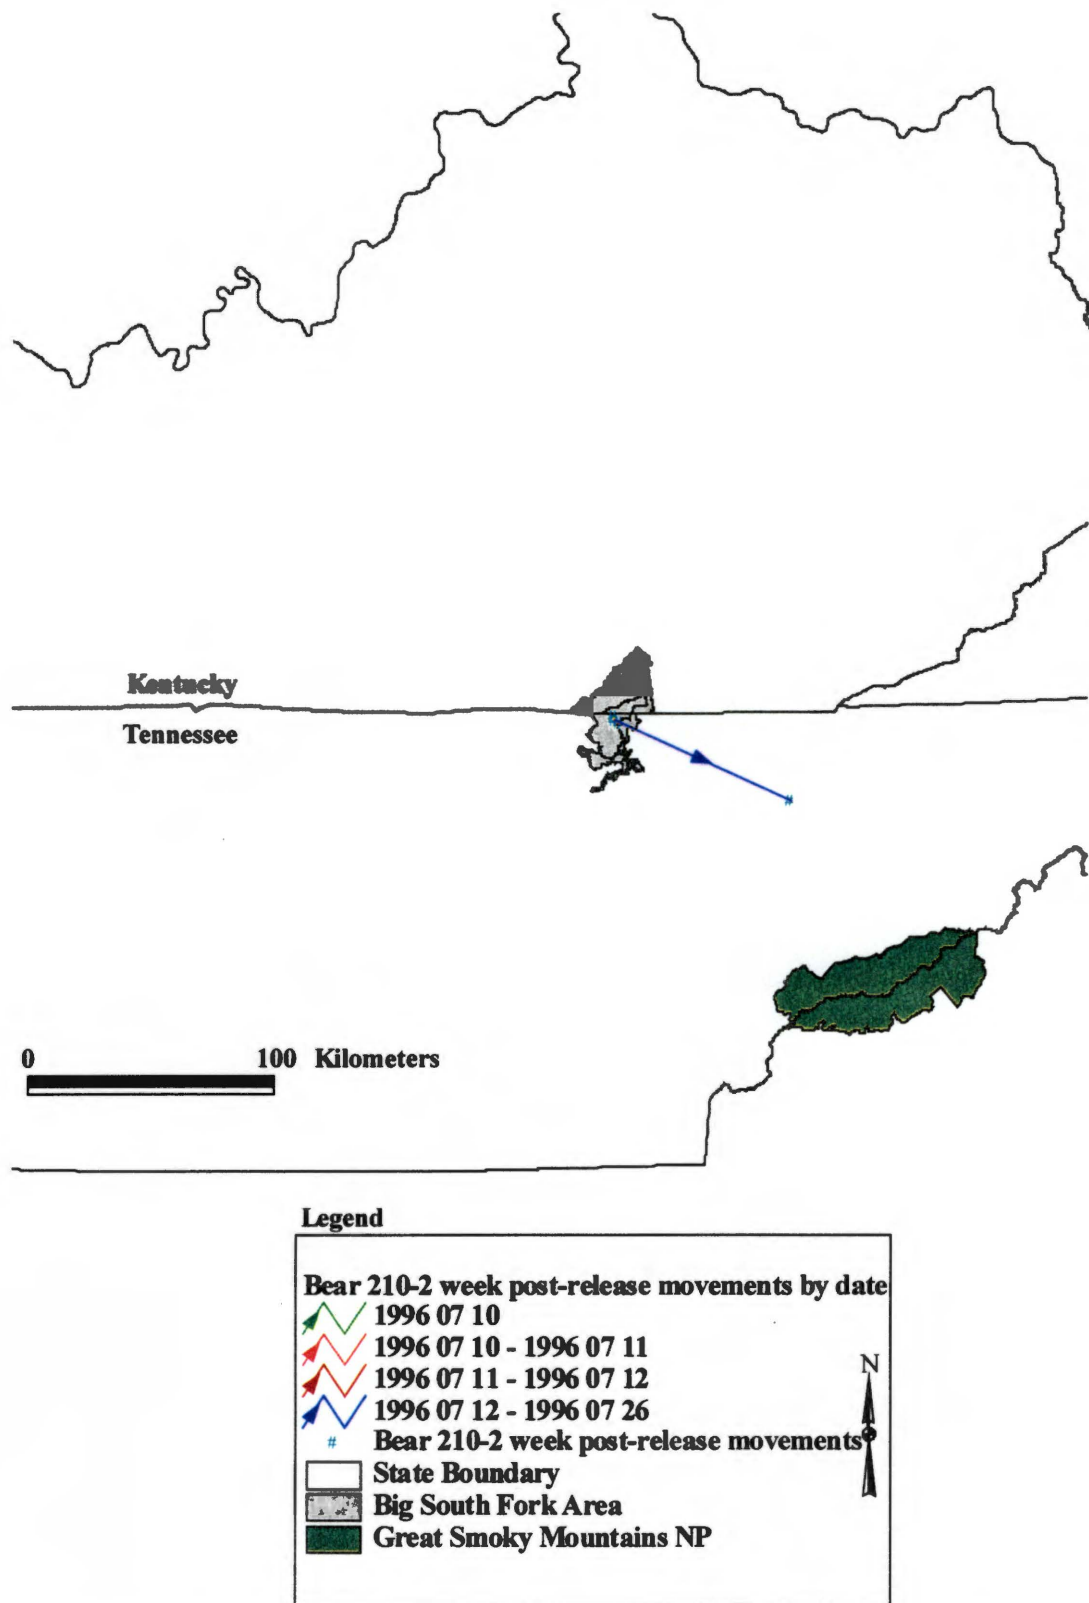 Kentucky
Tennessee
0 100 Kilometers
Legend
Bear 210-2 week post-release movements by date
1996 07 10
1996 07 10 - 1996 07 11
1996 07 11 - 1996 07 12
1996 07 12 - 1996 07 26
# Bear 210-2 week post-release movements
N
State Boundary
Big South Fork Area
Great Smoky Mountains NP